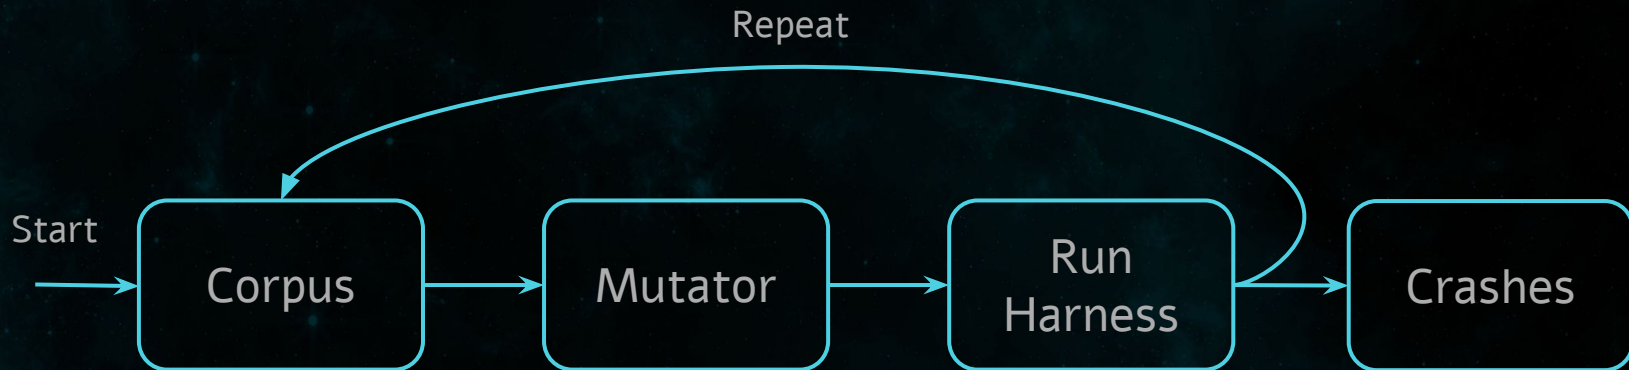 Repeat
Start
Corpus
Mutator
Run
Harness
Crashes